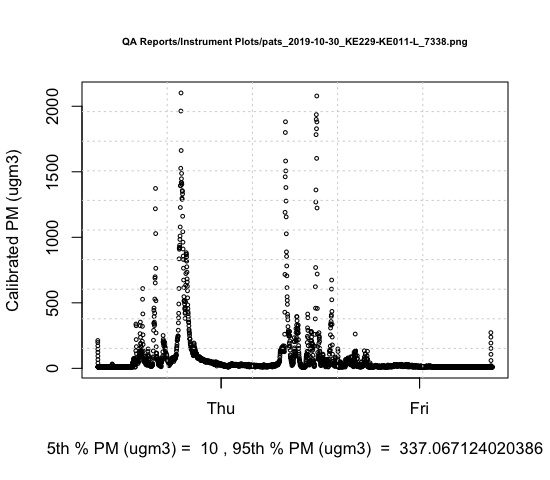 QA Reports/Instrument Plots/pats_2019-10-30_KE229-KE011-L_7338.png
2000
1500
1000
500
0
Calibrated PM (ugm3)
Thu Fri
5th % PM (ugm3) = 10 , 95th % PM (ugm3) = 337.067124020386